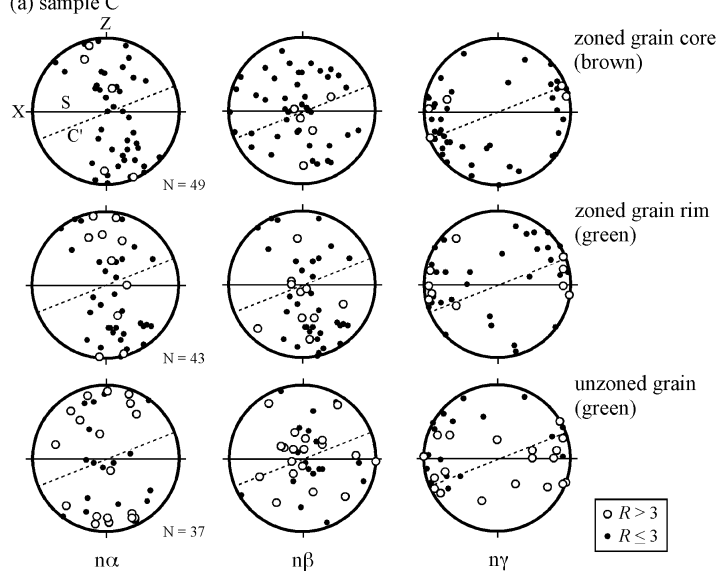 (a) sample C
Z
zoned grain core
(brown)
X
S
C'
N = 49
zoned grain rim
(green)
N = 43
unzoned grain
(green)
N = 37
R > 3
R ≤ 3
nα nβ nγ